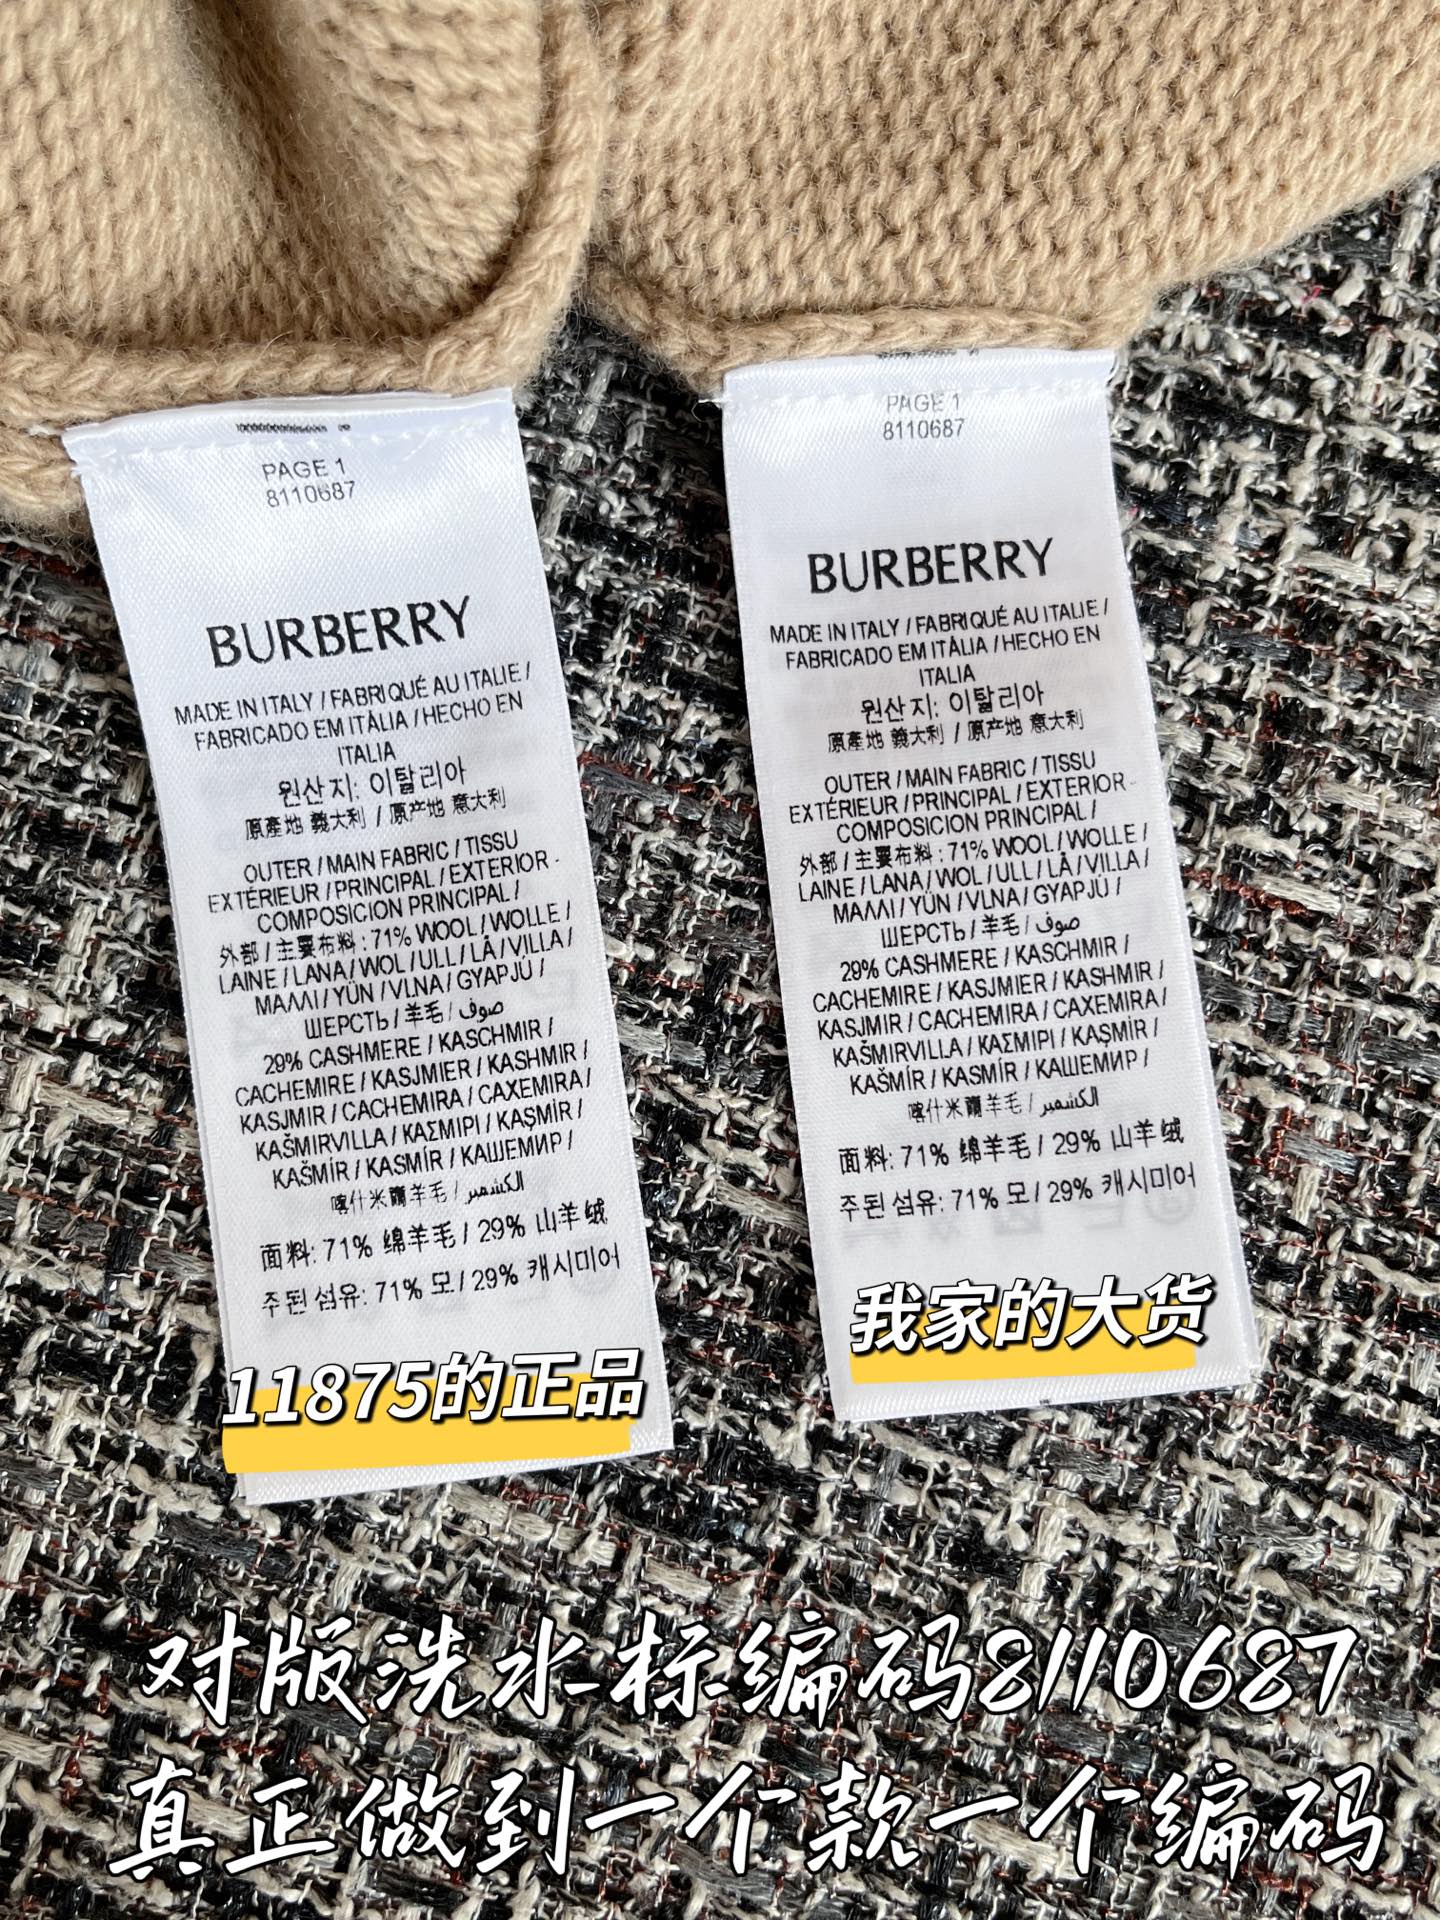 PAGE 1
8110687
BURBERRY
MADE IN ITALY / FABRIQUÉ AU ITALIE /
FABRICADO EM ITÁLIA / HECHO EN
ITALIA
원산지: 이탈리아
原產地 義大利 / 原产地 意大利
OUTER / MAIN FABRIC / TISSU
EXTÉRIEUR / PRINCIPAL / EXTERIOR -
COMPOSICION PRINCIPAL /
外部 / 主要布料 : 71% WOOL / WOLLE /
LAINE / LANA / WOL / ULL / LÃ / VILLA /
ΜΑΛΛΙ / YÜN / VLNA / GYAPJÚ /
ШЕРСТЬ / 羊毛 / صوف
29% CASHMERE / KASCHMIR /
CACHEMIRE / KASJMIER / KASHMIR /
KASJMIR / CACHEMIRA / CAXEMIRA /
KAŠMIRVILLA / ΚΑΣΜΙΡΙ / KAŞMİR /
KAŠMÍR / KASMÍR / КАШЕМИР /
喀什米爾羊毛 / الكشمير
面料: 71% 绵羊毛 / 29% 山羊绒
주된 섬유: 71% 모 / 29% 캐시미어
11875的正品
PAGE 1
8110687
BURBERRY
MADE IN ITALY / FABRIQUÉ AU ITALIE /
FABRICADO EM ITÁLIA / HECHO EN
ITALIA
원산지: 이탈리아
原產地 義大利 / 原产地 意大利
OUTER / MAIN FABRIC / TISSU
EXTÉRIEUR / PRINCIPAL / EXTERIOR -
COMPOSICION PRINCIPAL /
外部 / 主要布料 : 71% WOOL / WOLLE /
LAINE / LANA / WOL / ULL / LÃ / VILLA /
ΜΑΛΛΙ / YÜN / VLNA / GYAPJÚ /
ШЕРСТЬ / 羊毛 / صوف
29% CASHMERE / KASCHMIR /
CACHEMIRE / KASJMIER / KASHMIR /
KASJMIR / CACHEMIRA / CAXEMIRA /
KAŠMIRVILLA / ΚΑΣΜΙΡΙ / KAŞMİR /
KAŠMÍR / KASMÍR / КАШЕМИР /
喀什米爾羊毛 / الكشمير
面料: 71% 绵羊毛 / 29% 山羊绒
주된 섬유: 71% 모 / 29% 캐시미어
我家的大货
对版洗水标编码8110687
真正做到一个款一个编码